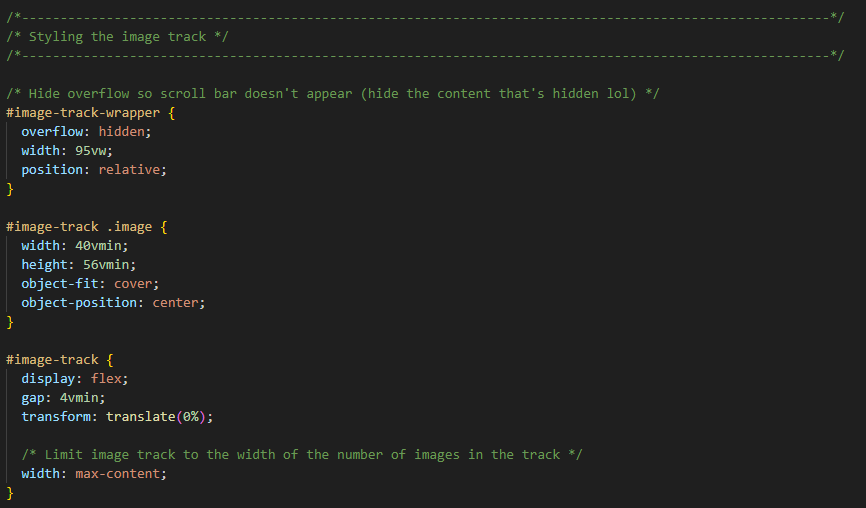 /*----------------------------------------------------------------------------------------------------------*/
/* Styling the image track */
/*----------------------------------------------------------------------------------------------------------*/
/* Hide overflow so scroll bar doesn't appear (hide the content that's hidden lol) */
#image-track-wrapper {
  overflow: hidden;
  width: 95vw;
  position: relative;
}
#image-track .image {
  width: 40vmin;
  height: 56vmin;
  object-fit: cover;
  object-position: center;
}
#image-track {
  display: flex;
  gap: 4vmin;
  transform: translate(0%);
  /* Limit image track to the width of the number of images in the track */
  width: max-content;
}